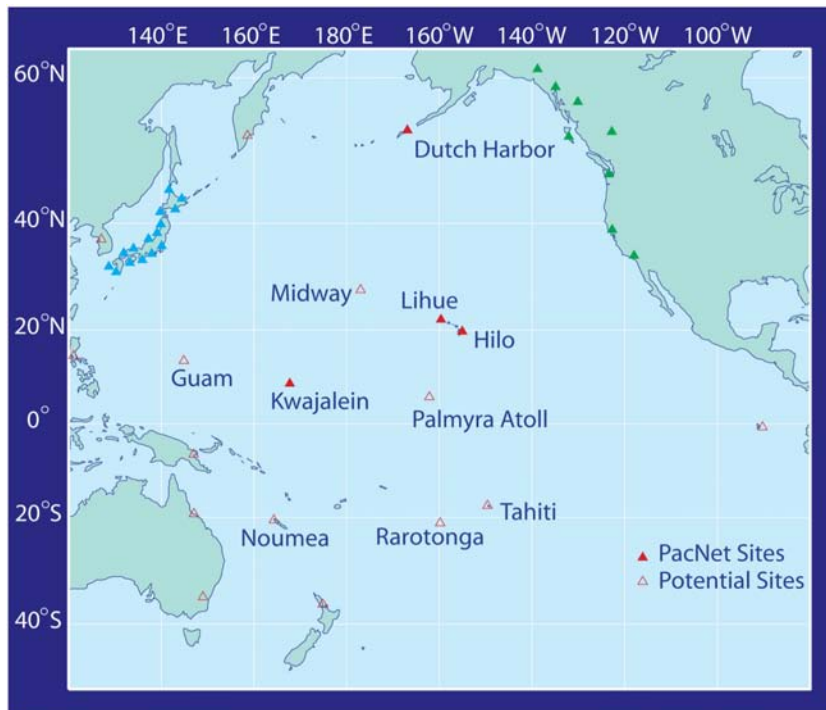 140°E 160°E 180°E 160°W 140°W 120°W 100°W
60°N
Dutch Harbor
40°N
Midway
Lihue
20°N
Hilo
Guam
Kwajalein
Palmyra Atoll
0°
20°S
Noumea
Rarotonga
Tahiti
PacNet Sites
Potential Sites
40°S